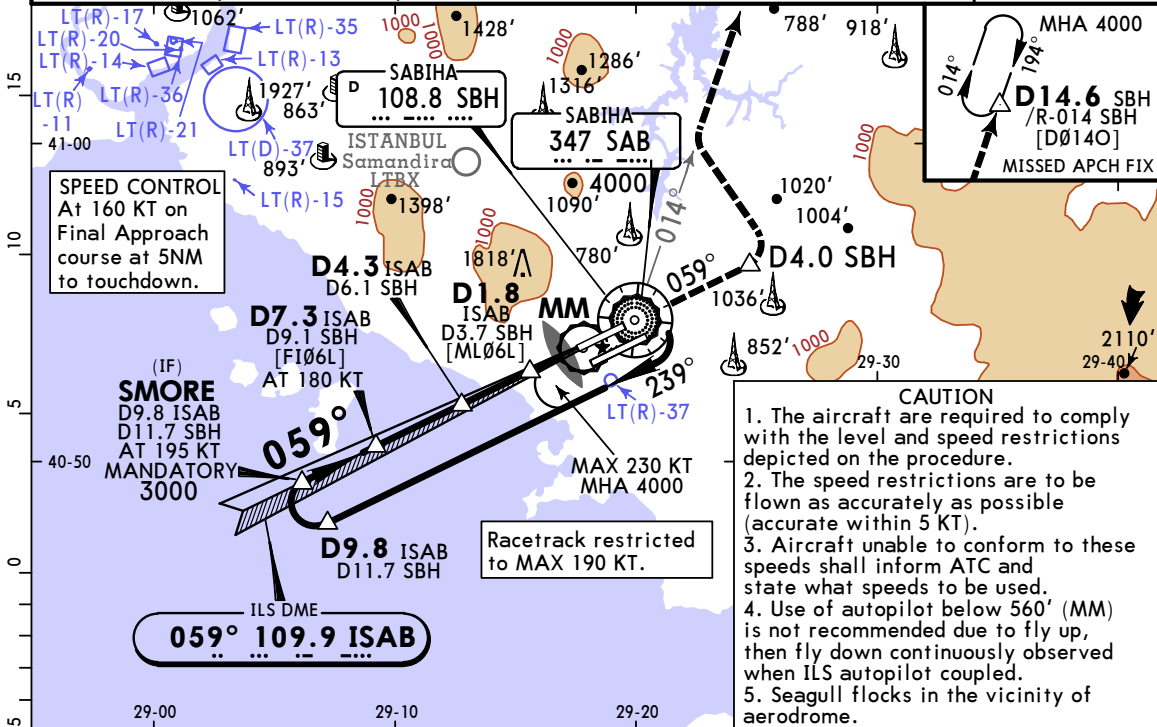 LT(R)-17
LT(R)-20
LT(R)-14
LT(R)
-11
LT(R)-36
LT(R)-21
1062'
LT(R)-35
LT(R)-13
1927'
863'
LT(D)-37
893'
LT(R)-15
1000
1000
1428'
1000
1286'
1316'
788'
918'
SABIHA
D
108.8 SBH
SABIHA
347 SAB
ISTANBUL
Samandira
LTBX
MHA 4000
014°
194°
D14.6 SBH
/R-014 SBH
[DØ14O]
MISSED APCH FIX
15
41-00
10
5
40-50
0
5
SPEED CONTROL
At 160 KT on
Final Approach
course at 5NM
to touchdown.
1000
1398'
1000
1818'
4000
1090'
780'
014°
1000
1020'
1004'
D4.0 SBH
059°
1036'
852'
1000
2110'
29-40
29-30
D4.3 ISAB
D6.1 SBH
D1.8
ISAB
D3.7 SBH
[MLØ6L]
MM
D7.3 ISAB
D9.1 SBH
[FIØ6L]
AT 180 KT
(IF)
SMORE
D9.8 ISAB
D11.7 SBH
AT 195 KT
MANDATORY
3000
059°
239°
LT(R)-37
MAX 230 KT
MHA 4000
D9.8 ISAB
D11.7 SBH
Racetrack restricted
to MAX 190 KT.
ILS DME
059° 109.9 ISAB
29-00
29-10
29-20
CAUTION
1. The aircraft are required to comply
with the level and speed restrictions
depicted on the procedure.
2. The speed restrictions are to be
flown as accurately as possible
(accurate within 5 KT).
3. Aircraft unable to conform to these
speeds shall inform ATC and
state what speeds to be used.
4. Use of autopilot below 560' (MM)
is not recommended due to fly up,
then fly down continuously observed
when ILS autopilot coupled.
5. Seagull flocks in the vicinity of
aerodrome.